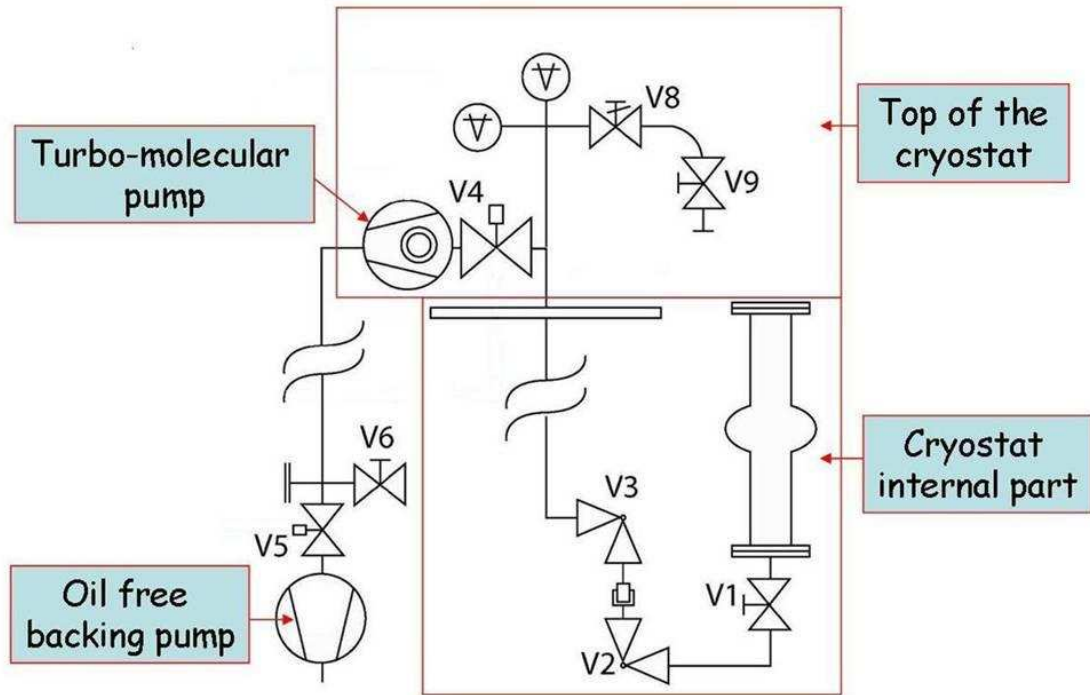 V8
Top of the
cryostat
Turbo-molecular
pump
V4
V9
V6
V3
Cryostat
internal part
V5
Oil free
backing pump
V1
V2